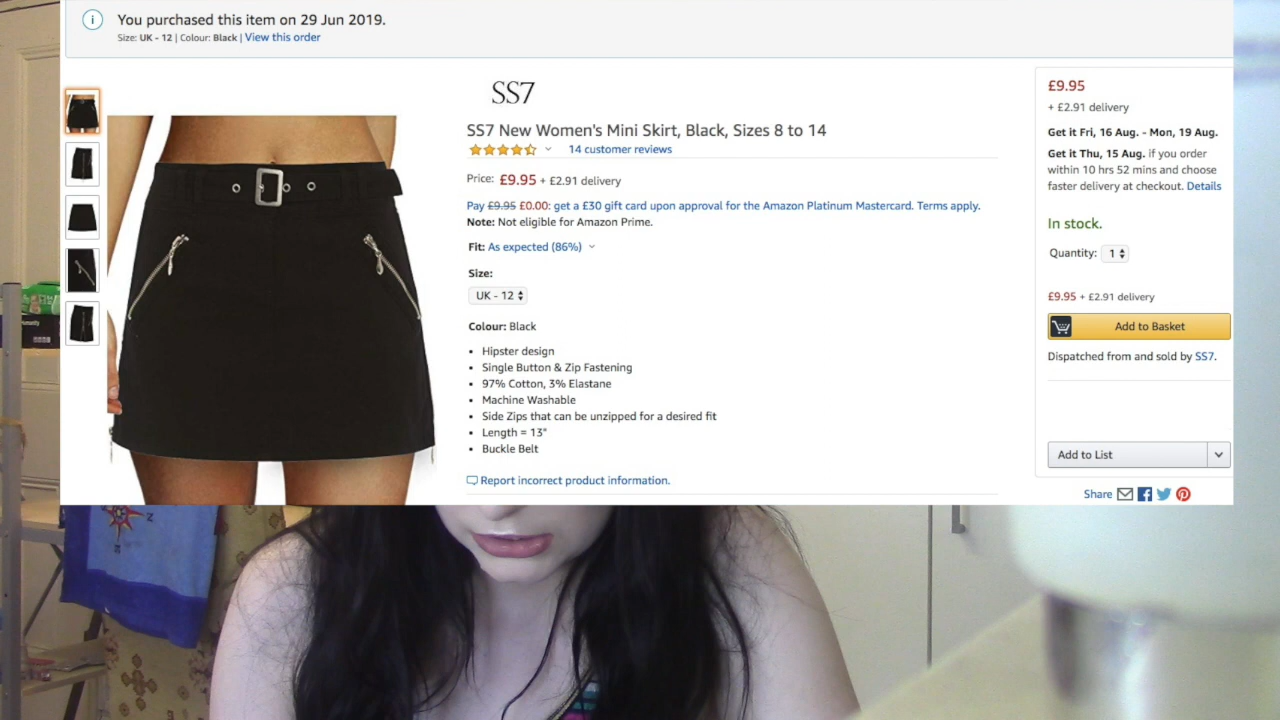 You purchased this item on 29 Jun 2019.
Size: UK - 12 | Colour: Black | View this order
SS7
SS7 New Women's Mini Skirt, Black, Sizes 8 to 14
14 customer reviews
Price: £9.95 + £2.91 delivery
Pay £9.95 £0.00: get a £30 gift card upon approval for the Amazon Platinum Mastercard. Terms apply.
Note: Not eligible for Amazon Prime.
Fit: As expected (86%)
Size:
UK - 12
Colour: Black
• Hipster design
• Single Button & Zip Fastening
• 97% Cotton, 3% Elastane
• Machine Washable
• Side Zips that can be unzipped for a desired fit
• Length = 13"
• Buckle Belt
Report incorrect product information.
£9.95
+ £2.91 delivery
Get it Fri, 16 Aug. - Mon, 19 Aug.
Get it Thu, 15 Aug. if you order
within 10 hrs 52 mins and choose
faster delivery at checkout. Details
In stock.
Quantity: 1
£9.95 + £2.91 delivery
Add to Basket
Dispatched from and sold by SS7.
Add to List
Share